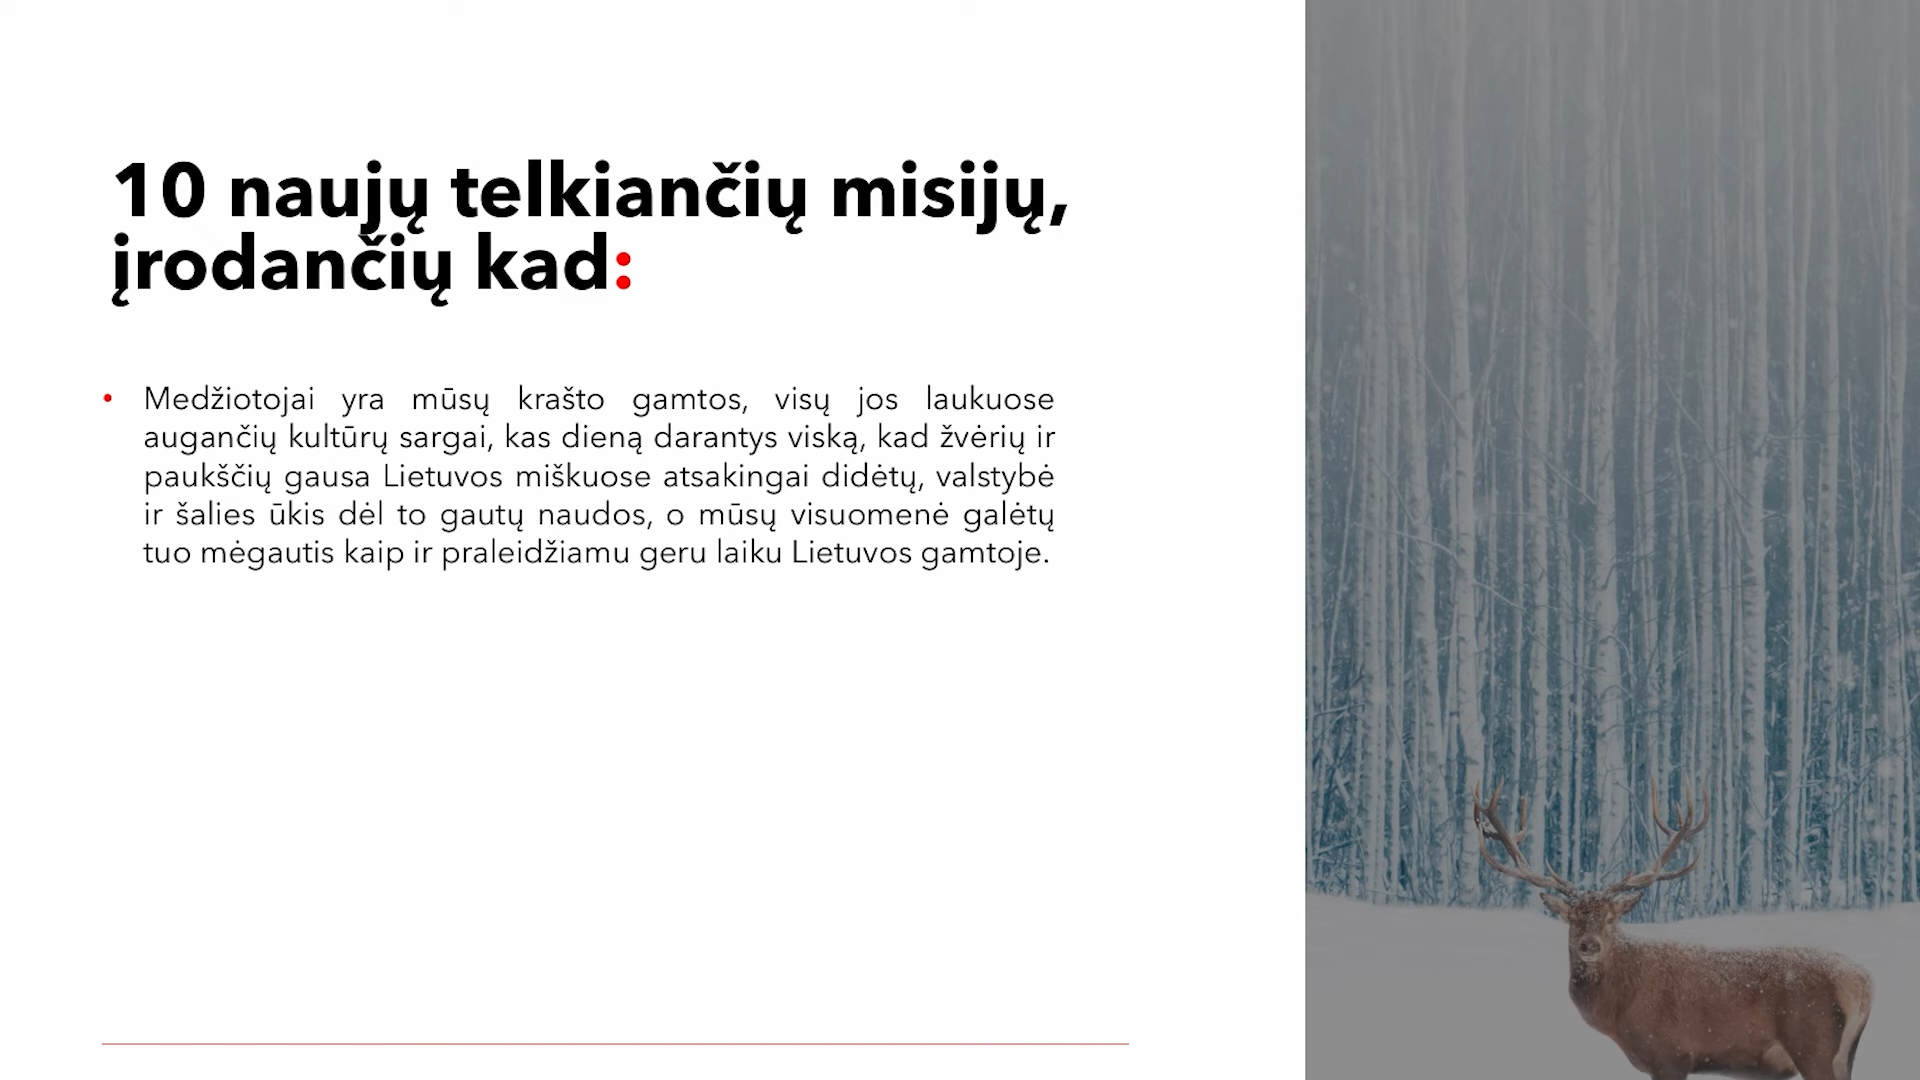 10 naujų telkiančių misijų,
įrodančių kad:
• Medžiotojai yra mūsų krašto gamtos, visų jos laukuose
augančių kultūrų sargai, kas dieną darantys viską, kad žvėrių ir
paukščių gausa Lietuvos miškuose atsakingai didėtų, valstybė
ir šalies ūkis dėl to gautų naudos, o mūsų visuomenė galėtų
tuo mėgautis kaip ir praleidžiamu geru laiku Lietuvos gamtoje.